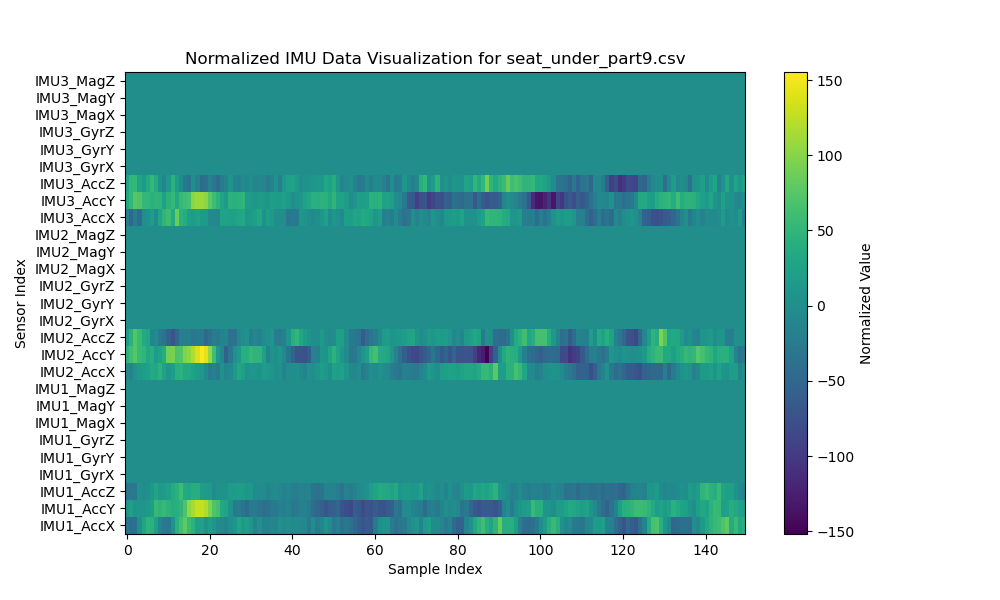 Normalized IMU Data Visualization for seat_under_part9.csv
IMU3_MagZ
IMU3_MagY
IMU3_MagX
IMU3_GyrZ
IMU3_GyrY
IMU3_GyrX
IMU3_AccZ
IMU3_AccY
IMU3_AccX
IMU2_MagZ
IMU2_MagY
IMU2_MagX
IMU2_GyrZ
IMU2_GyrY
IMU2_GyrX
IMU2_AccZ
IMU2_AccY
IMU2_AccX
IMU1_MagZ
IMU1_MagY
IMU1_MagX
IMU1_GyrZ
IMU1_GyrY
IMU1_GyrX
IMU1_AccZ
IMU1_AccY
IMU1_AccX
Sensor Index
0 20 40 60 80 100 120 140
Sample Index
150
100
50
0
−50
−100
−150
Normalized Value